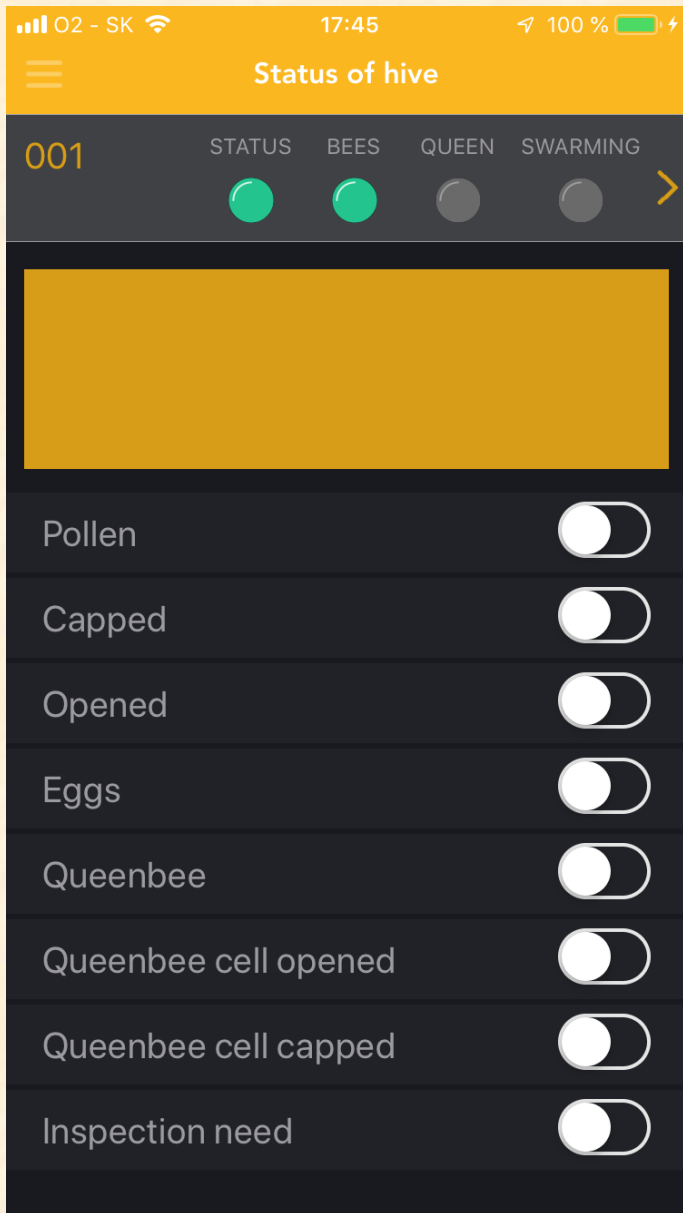 O2 - SK 17:45 100 %
Status of hive
001 STATUS BEES QUEEN SWARMING
Pollen
Capped
Opened
Eggs
Queenbee
Queenbee cell opened
Queenbee cell capped
Inspection need